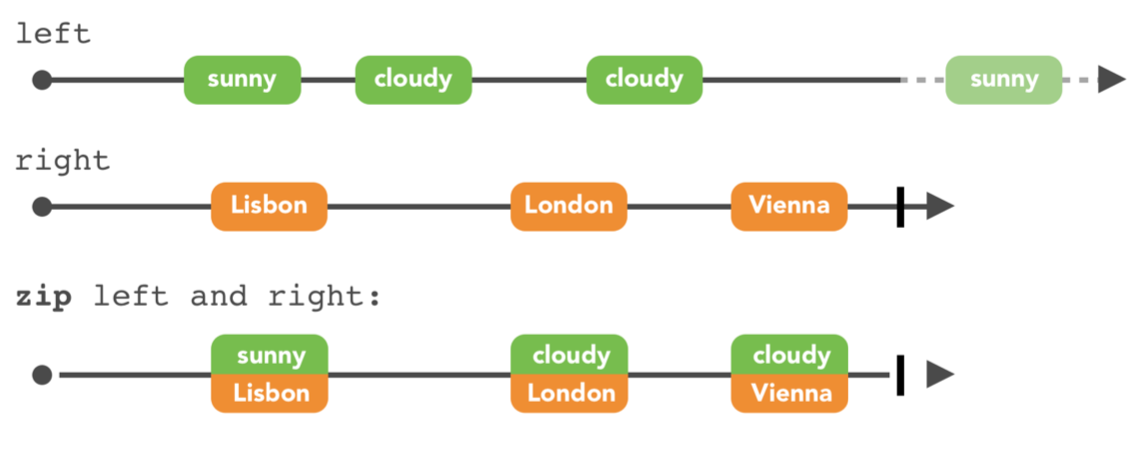 left
sunny cloudy cloudy sunny
right
Lisbon London Vienna
zip left and right:
sunny cloudy cloudy
Lisbon London Vienna